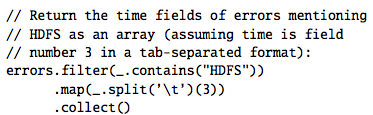 // Return the time fields of errors mentioning
// HDFS as an array (assuming time is field
// number 3 in a tab-separated format):
errors.filter(_.contains("HDFS"))
.map(_.split('\t')(3))
.collect()